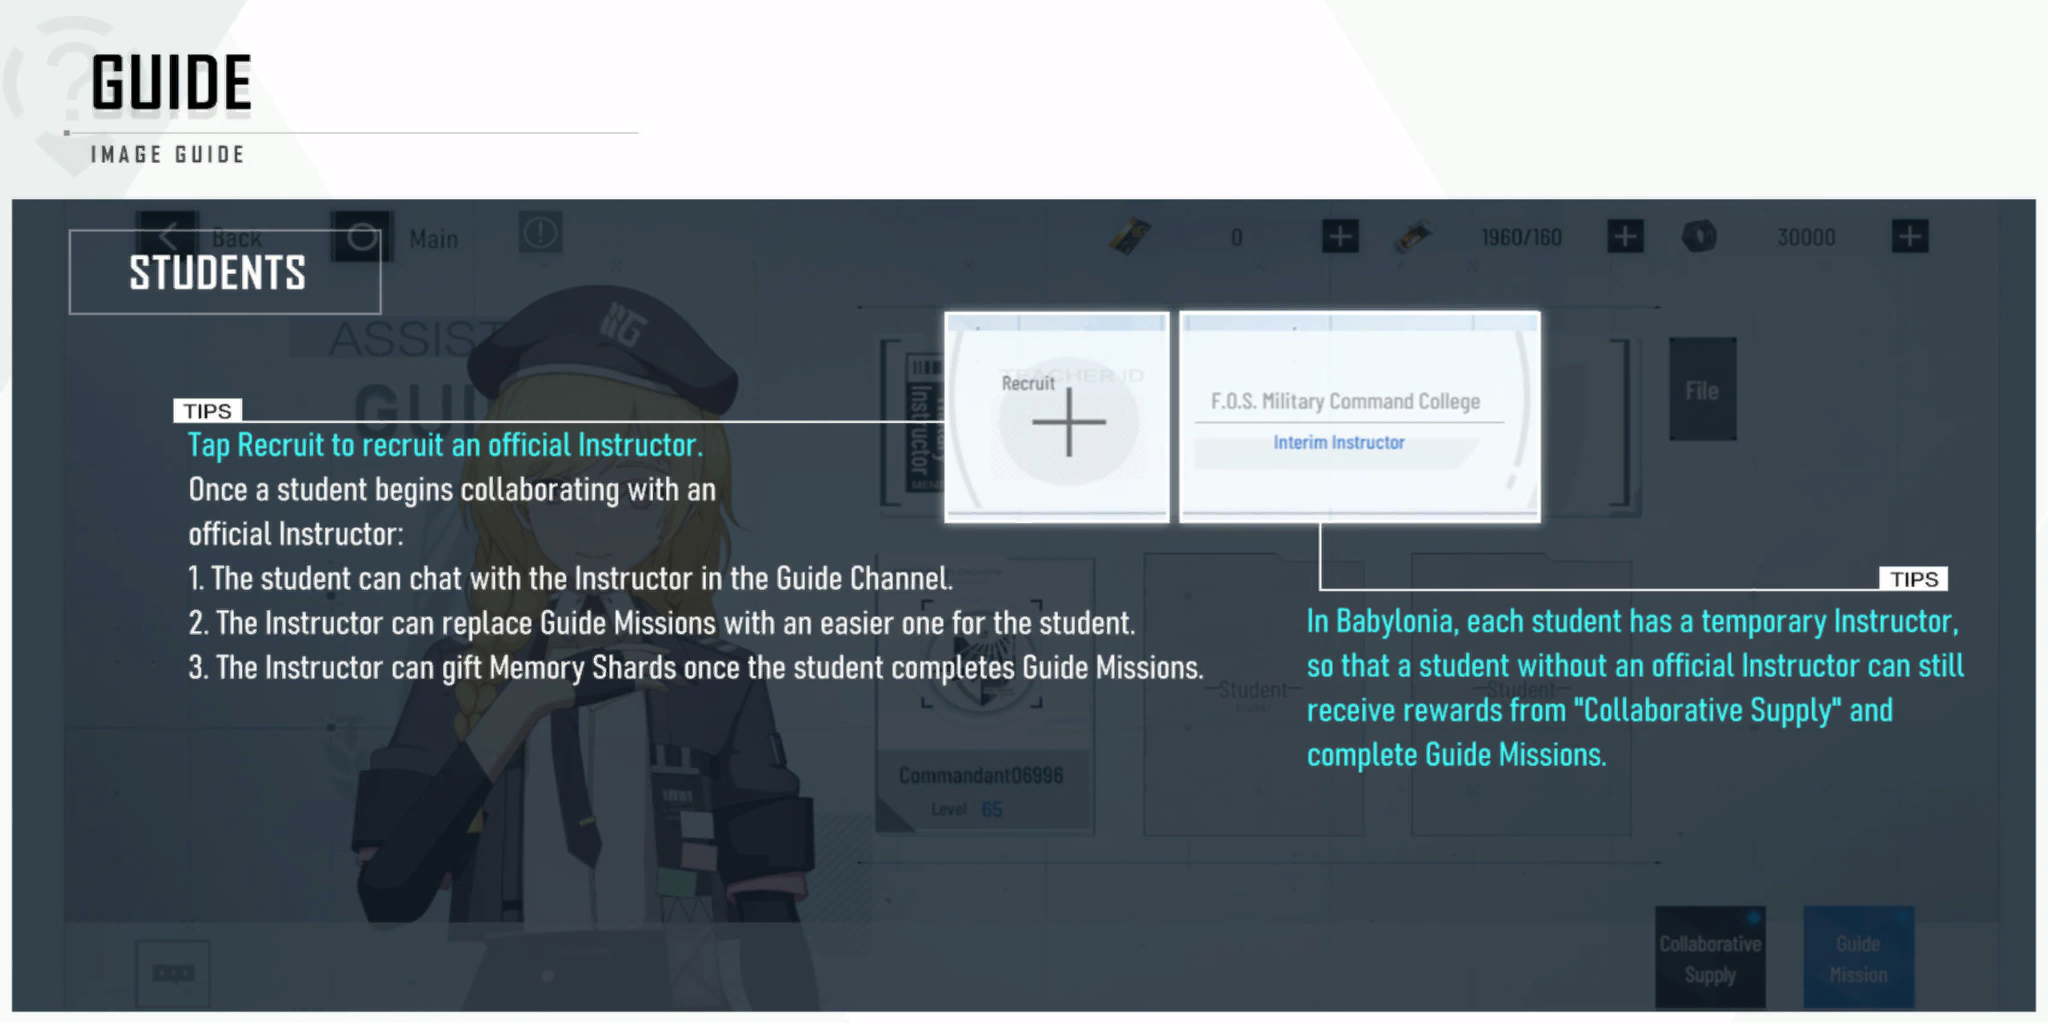 GUIDE
IMAGE GUIDE
Back
Main
0
1960/160
30000
STUDENTS
ASSIS
GUI
TEACHER ID
Recruit
Instructor
F.O.S. Military Command College
Interim Instructor
File
TIPS
Tap Recruit to recruit an official Instructor.
Once a student begins collaborating with an
official Instructor:
1. The student can chat with the Instructor in the Guide Channel.
2. The Instructor can replace Guide Missions with an easier one for the student.
3. The Instructor can gift Memory Shards once the student completes Guide Missions.
TIPS
In Babylonia, each student has a temporary Instructor,
so that a student without an official Instructor can still
receive rewards from "Collaborative Supply" and
complete Guide Missions.
Student
Student
Commandant06996
Level 65
Collaborative
Supply
Guide
Mission